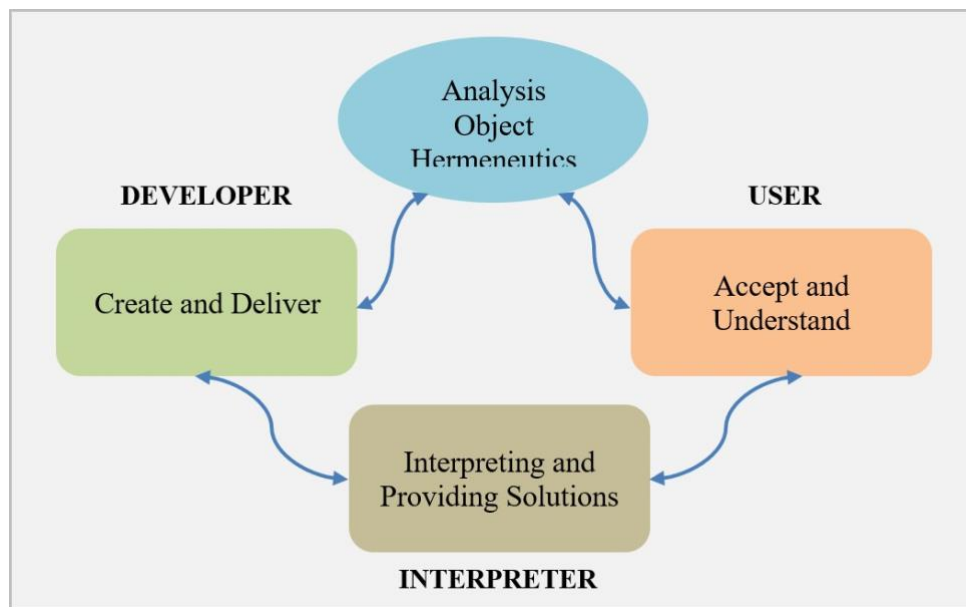 Analysis
Object
Hermeneutics
DEVELOPER
USER
Create and Deliver
Accept and
Understand
Interpreting and
Providing Solutions
INTERPRETER